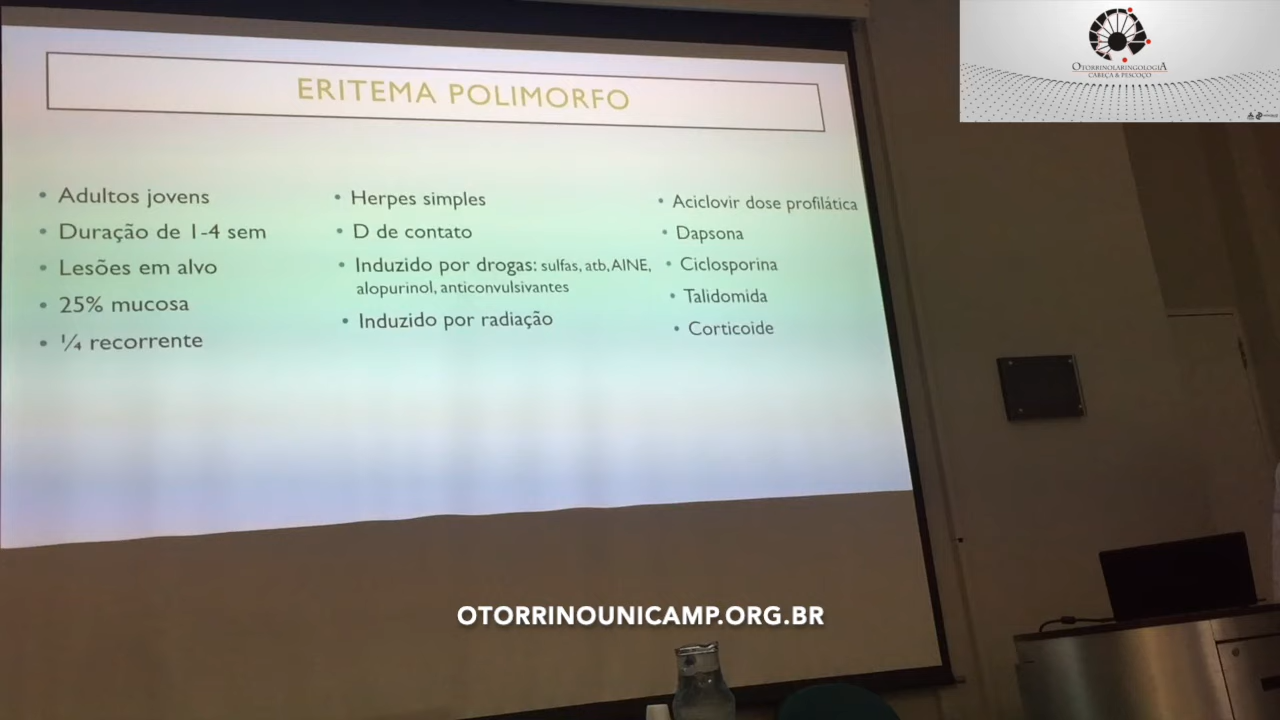 ERITEMA POLIMORFO
• Adultos jovens
• Duração de 1-4 sem
• Lesões em alvo
• 25% mucosa
• ¼ recorrente
• Herpes simples
• D de contato
• Induzido por drogas: sulfas, atb, AINE,
alopurinol, anticonvulsivantes
• Induzido por radiação
• Aciclovir dose profilática
• Dapsona
• Ciclosporina
• Talidomida
• Corticoide
OTORRINOLARINGOLOGIA
CABEÇA & PESCOÇO
OTORRINOUNICAMP.ORG.BR